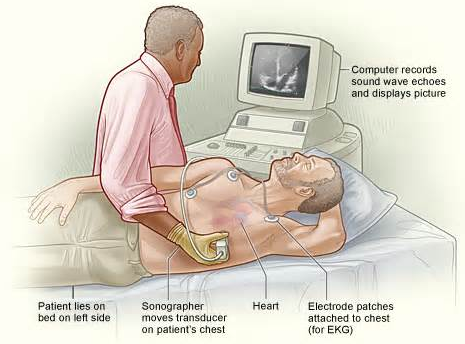 Computer records
sound wave echoes
and displays picture
Patient lies on
bed on left side
Sonographer
moves transducer
on patient's chest
Heart
Electrode patches
attached to chest
(for EKG)